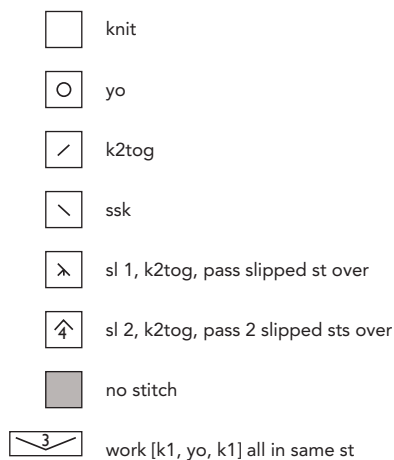 knit
yo
k2tog
ssk
sl 1, k2tog, pass slipped st over
4 sl 2, k2tog, pass 2 slipped sts over
no stitch
3 work [k1, yo, k1] all in same st